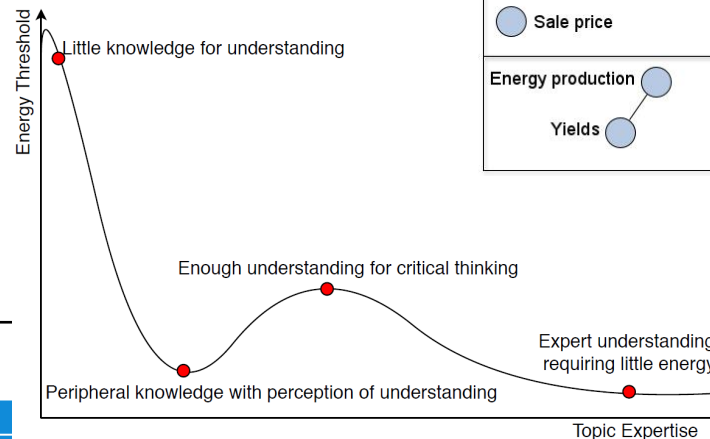 Energy Threshold
Little knowledge for understanding
Sale price
Energy production
Yields
Enough understanding for critical thinking
Expert understanding
requiring little energy
Peripheral knowledge with perception of understanding
Topic Expertise